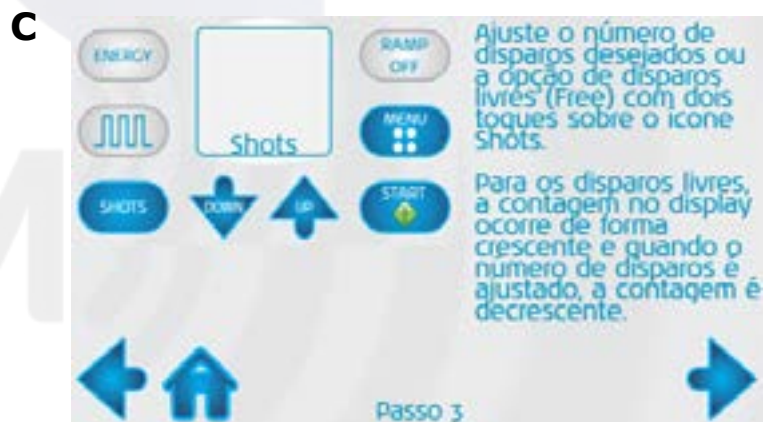 C
ENERGY
RAMP
OFF
MENU
Shots
SHOTS
DOWN
UP
START
Ajuste o número de
disparos desejados ou
a opção de disparos
livres (Free) com dois
toques sobre o ícone
Shots.
Para os disparos livres,
a contagem no display
ocorre de forma
crescente e quando o
número de disparos é
ajustado, a contagem é
decrescente.
Passo 3